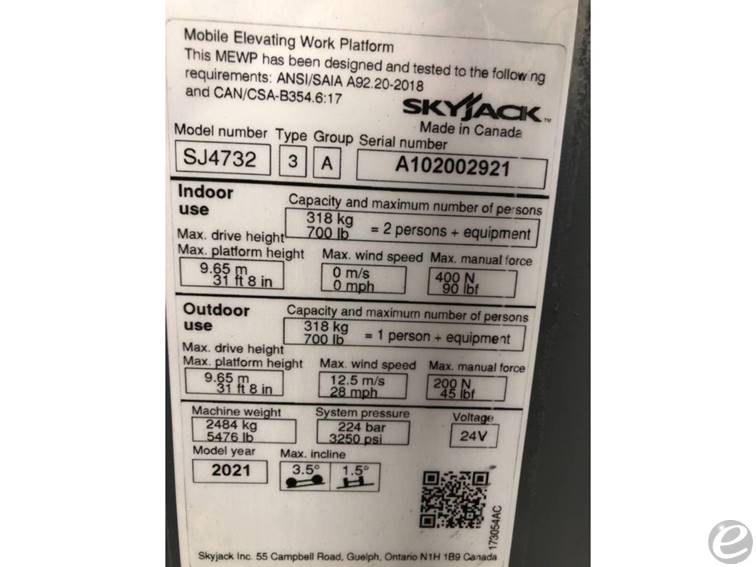 Mobile Elevating Work Platform
This MEWP has been designed and tested to the following
requirements: ANSI/SAIA A92.20-2018
and CAN/CSA-B354.6:17
SKYJACK
Made in Canada
Model number Type Group Serial number
SJ4732 3 A A102002921
Indoor use
Capacity and maximum number of persons
318 kg
700 lb = 2 persons + equipment
Max. drive height
Max. platform height Max. wind speed Max. manual force
9.65 m 0 m/s 400 N
31 ft 8 in 0 mph 90 lbf
Outdoor use
Capacity and maximum number of persons
318 kg
700 lb = 1 person + equipment
Max. drive height
Max. platform height Max. wind speed Max. manual force
9.65 m 12.5 m/s 200 N
31 ft 8 in 28 mph 45 lbf
Machine weight System pressure Voltage
2484 kg 224 bar 24V
5476 lb 3250 psi
Model year Max. incline
2021 3.5° 1.5°
173054AC
Skyjack Inc. 55 Campbell Road, Guelph, Ontario N1H 1B9 Canada
e